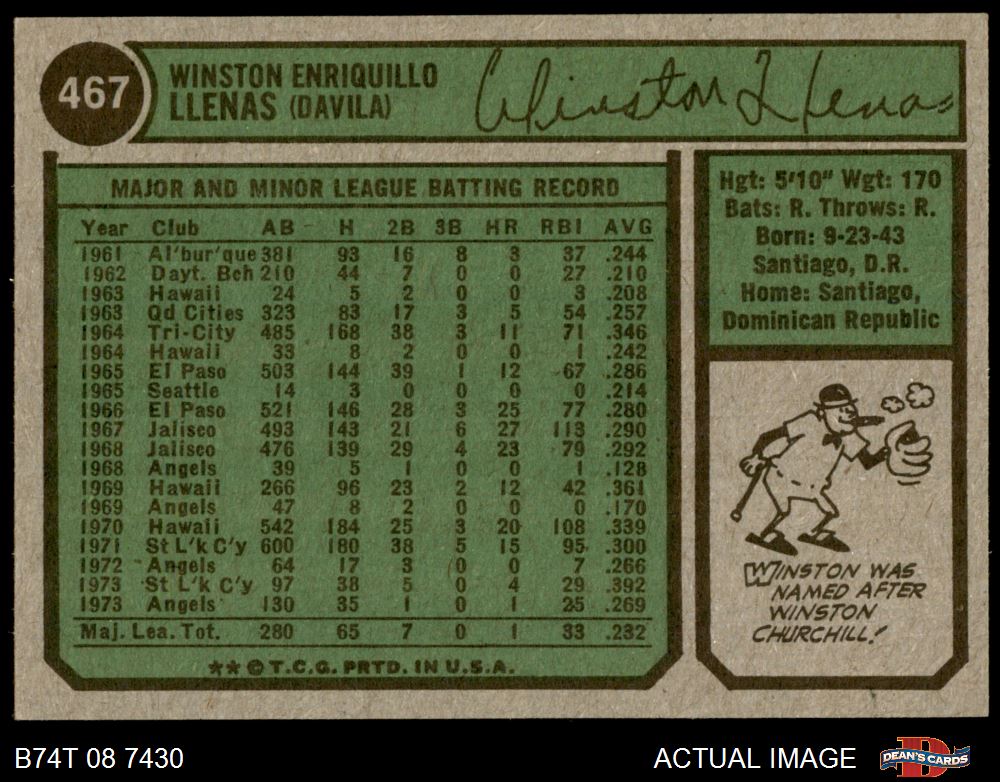 467
WINSTON ENRIQUILLO
LLENAS (DAVILA)
Winston Llenas
MAJOR AND MINOR LEAGUE BATTING RECORD
Year Club AB H 2B 3B HR RBI AVG
1961 Al'bur'que 381 93 16 8 3 37 .244
1962 Dayt. Bch 210 44 7 0 0 27 .210
1963 Hawaii 24 5 2 0 0 3 .208
1963 Qd Cities 323 83 17 3 5 54 .257
1964 Tri-City 485 168 38 3 11 71 .346
1964 Hawaii 33 8 2 0 0 1 .242
1965 El Paso 503 144 39 1 12 67 .286
1965 Seattle 14 3 0 0 0 0 .214
1966 El Paso 521 146 28 3 25 77 .280
1967 Jalisco 493 143 21 6 27 113 .290
1968 Jalisco 476 139 29 4 23 79 .292
1968 Angels 39 5 1 0 0 1 .128
1969 Hawaii 266 96 23 2 12 42 .361
1969 Angels 47 8 2 0 0 0 .170
1970 Hawaii 542 184 25 3 20 108 .339
1971 St L'k C'y 600 180 38 5 15 95 .300
1972 Angels 64 17 3 0 0 7 .266
1973 St L'k C'y 97 38 5 0 4 29 .392
1973 Angels 130 35 1 0 1 25 .269
Maj. Lea. Tot. 280 65 7 0 1 33 .232
★★ © T.C.G. PRTD. IN U.S.A.
Hgt: 5'10" Wgt: 170
Bats: R. Throws: R.
Born: 9-23-43
Santiago, D.R.
Home: Santiago,
Dominican Republic
WINSTON WAS
NAMED AFTER
WINSTON
CHURCHILL!
B74T 08 7430
ACTUAL IMAGE
DEAN'S CARDS